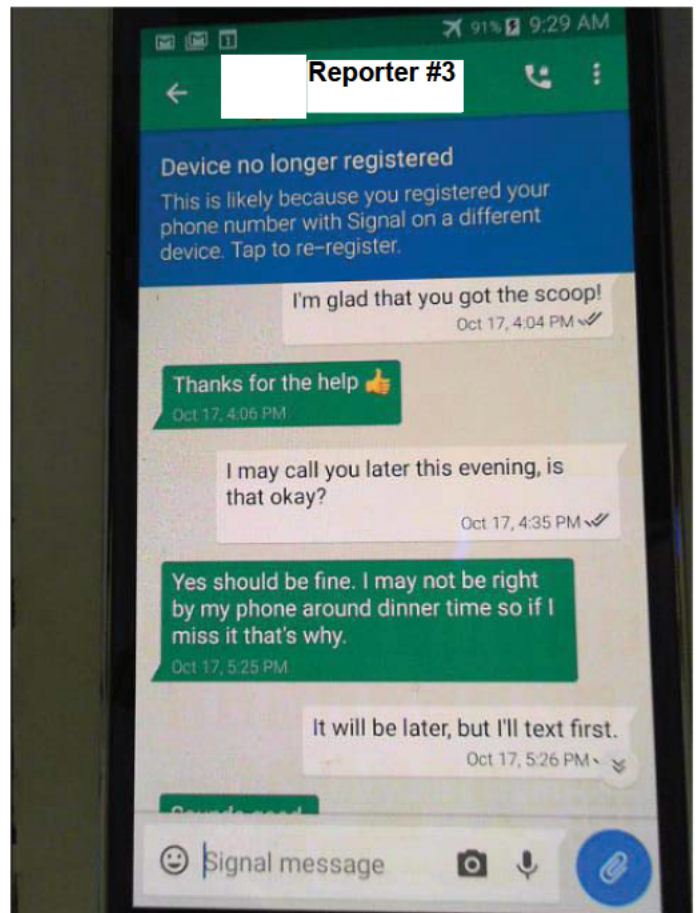 91% 9:29 AM
Reporter #3
Device no longer registered
This is likely because you registered your
phone number with Signal on a different
device. Tap to re-register.
I'm glad that you got the scoop!
Oct 17, 4:04 PM
Thanks for the help 👍
Oct 17, 4:06 PM
I may call you later this evening, is
that okay?
Oct 17, 4:35 PM
Yes should be fine. I may not be right
by my phone around dinner time so if I
miss it that's why.
Oct 17, 5:25 PM
It will be later, but I'll text first.
Oct 17, 5:26 PM
Sounds good
Signal message